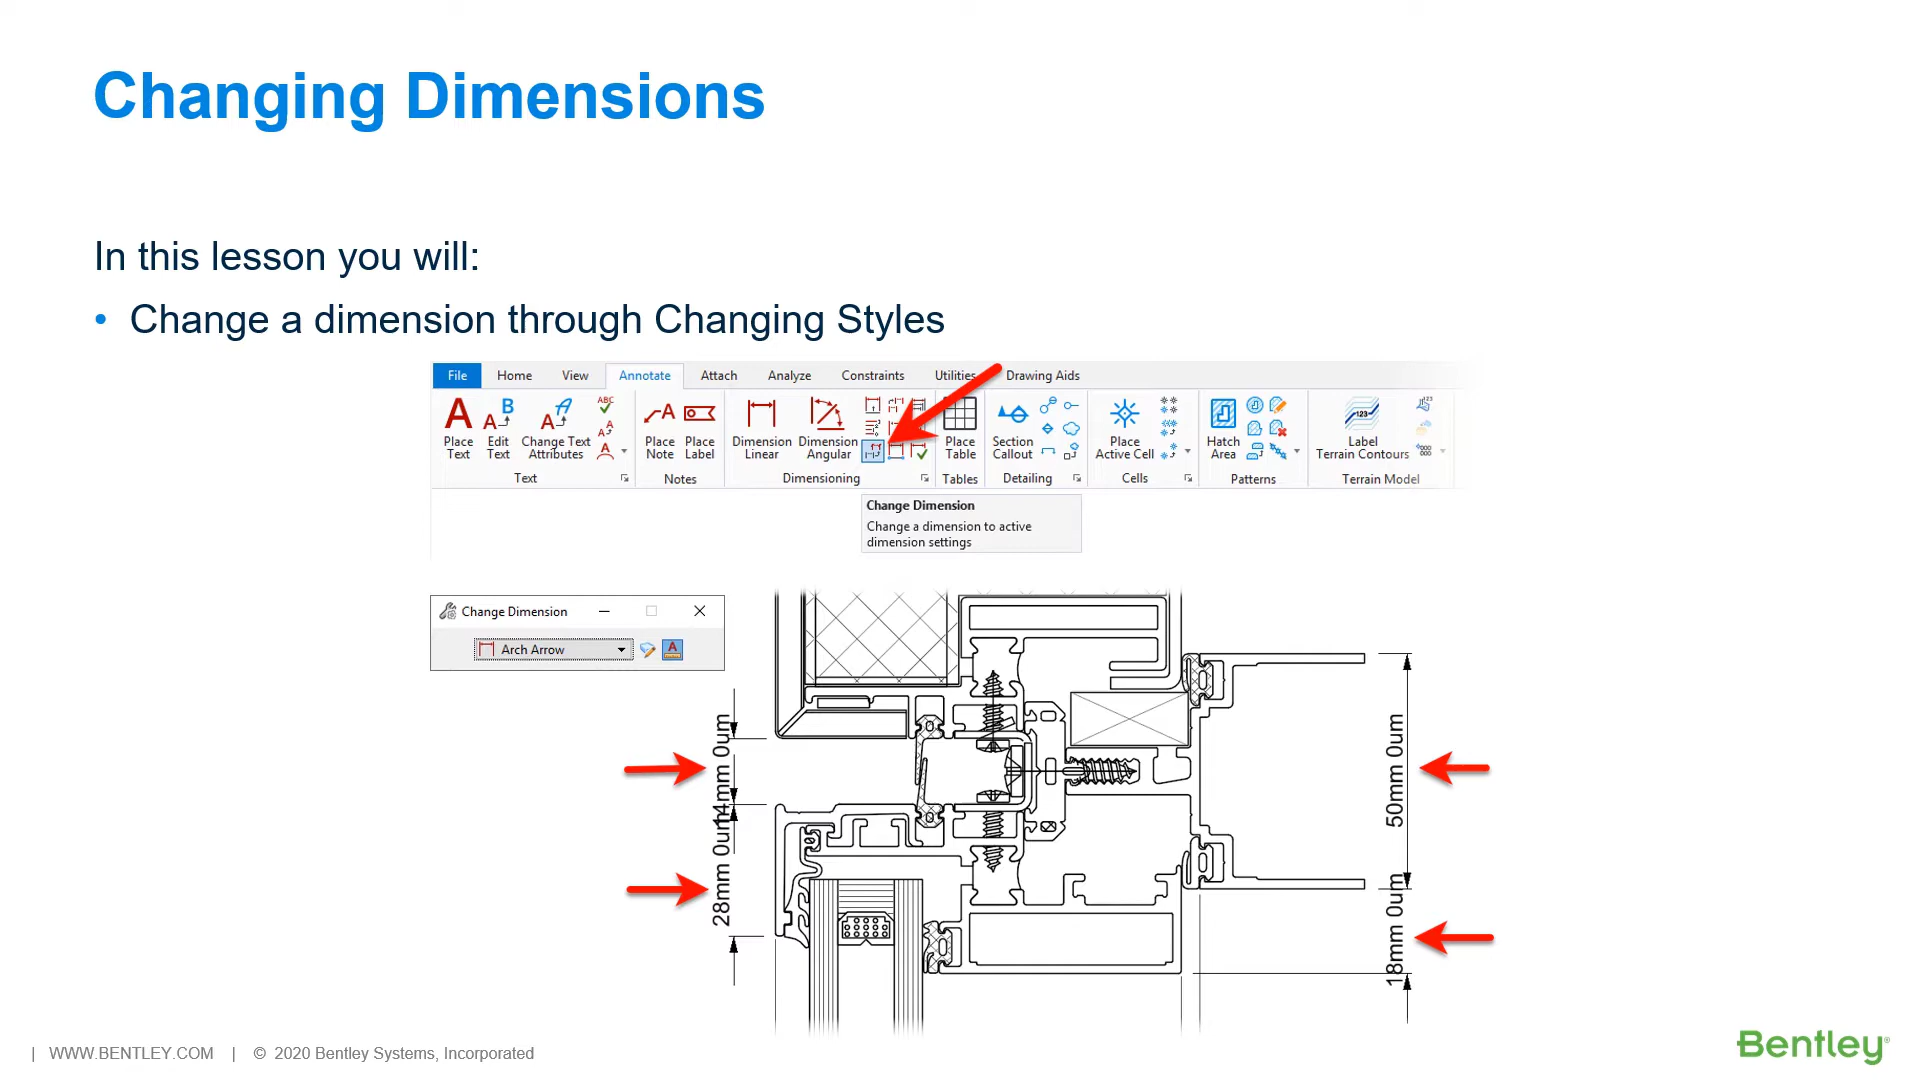 Changing Dimensions
In this lesson you will:
• Change a dimension through Changing Styles
File Home View Annotate Attach Analyze Constraints Utilities Drawing Aids
Place Text
Edit Text
Change Text Attributes
ABC
Text
Place Note
Place Label
Notes
Dimension Linear
Dimension Angular
Dimensioning
Place Table
Tables
Section Callout
Detailing
Place Active Cell
Cells
Hatch Area
Patterns
123
Label Terrain Contours
Terrain Model
Change Dimension
Change a dimension to active
dimension settings
Change Dimension
Arch Arrow
14mm 0um
28mm 0um
50mm 0um
18mm 0um
| WWW.BENTLEY.COM | © 2020 Bentley Systems, Incorporated
Bentley®